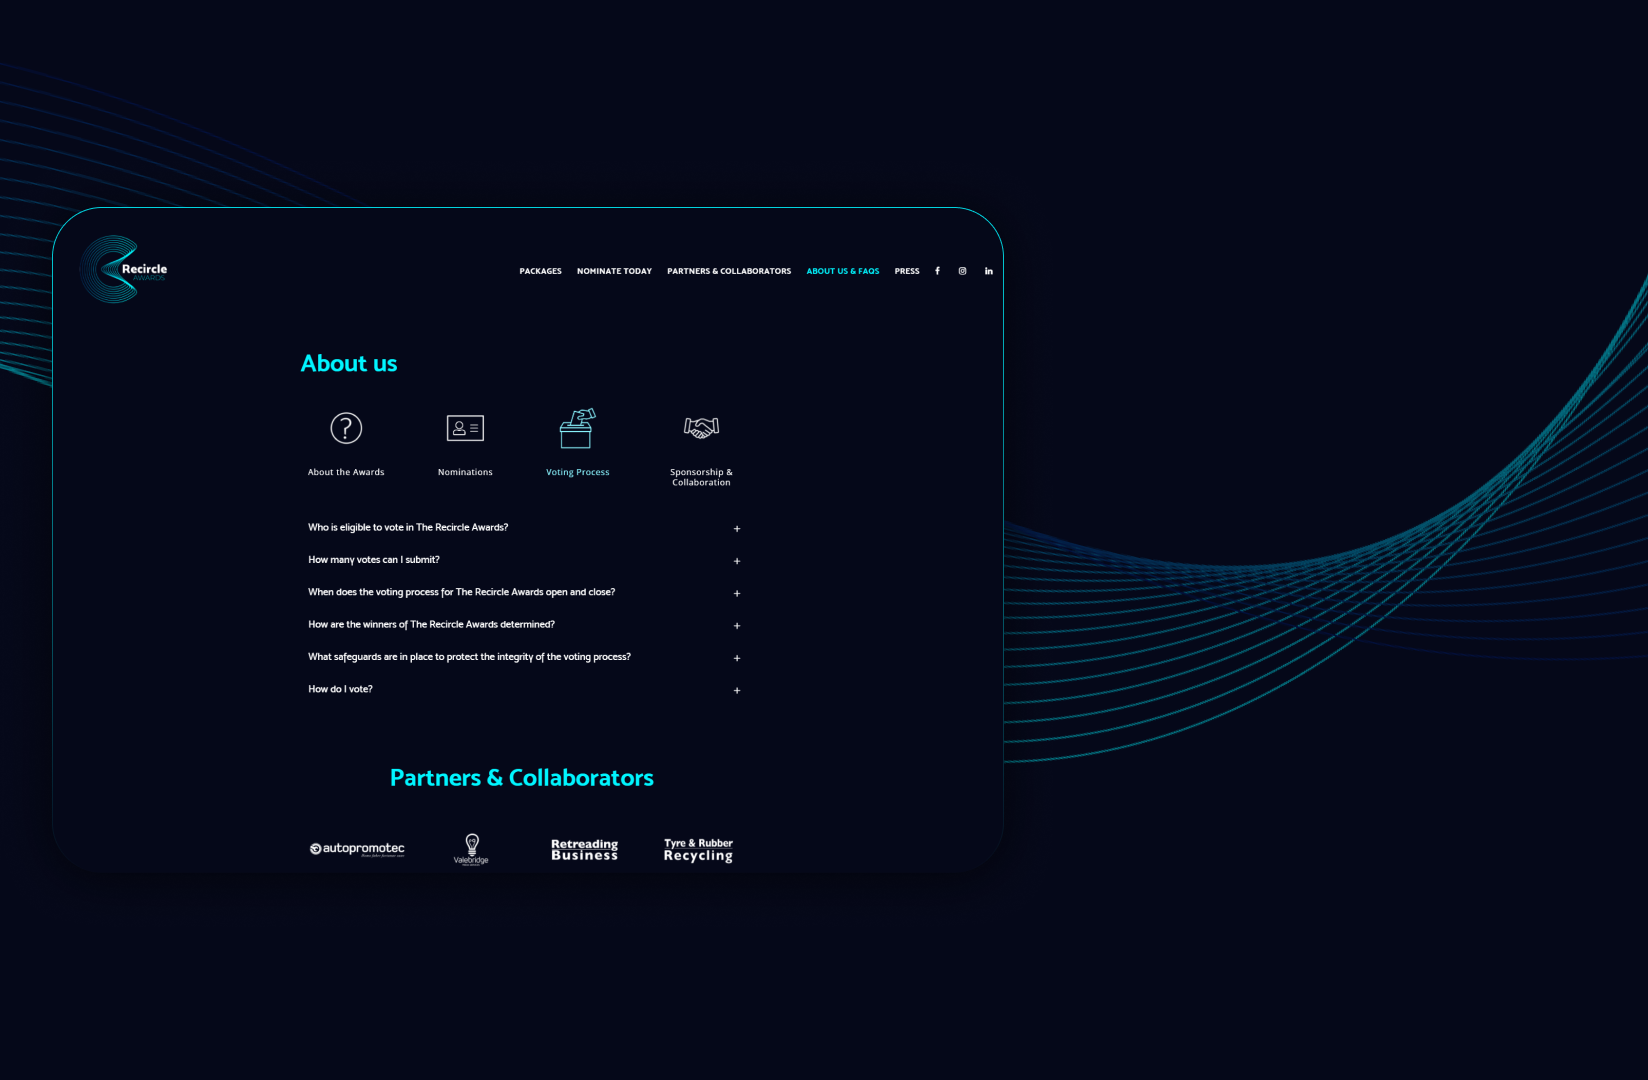 Recircle
AWARDS
PACKAGES
NOMINATE TODAY
PARTNERS & COLLABORATORS
ABOUT US & FAQS
PRESS
About us
About the Awards
Nominations
Voting Process
Sponsorship &
Collaboration
Who is eligible to vote in The Recircle Awards?
How many votes can I submit?
When does the voting process for The Recircle Awards open and close?
How are the winners of The Recircle Awards determined?
What safeguards are in place to protect the integrity of the voting process?
How do I vote?
Partners & Collaborators
autopromotec
Valebridge
Retreading
Business
Tyre & Rubber
Recycling